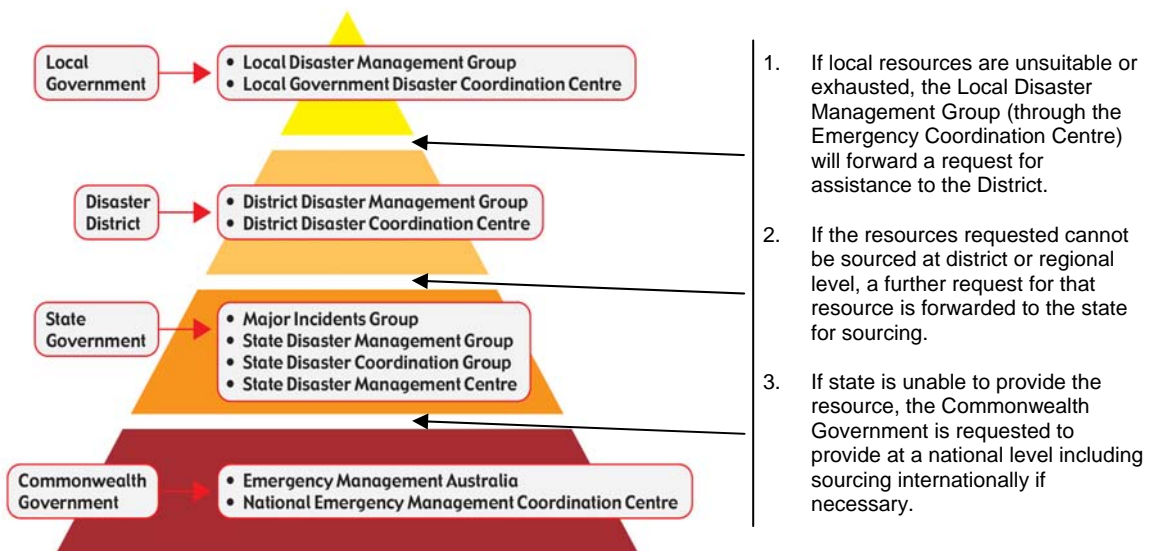 Local
Government
• Local Disaster Management Group
• Local Government Disaster Coordination Centre
Disaster
District
• District Disaster Management Group
• District Disaster Coordination Centre
State
Government
• Major Incidents Group
• State Disaster Management Group
• State Disaster Coordination Group
• State Disaster Management Centre
Commonwealth
Government
• Emergency Management Australia
• National Emergency Management Coordination Centre
1. If local resources are unsuitable or
exhausted, the Local Disaster
Management Group (through the
Emergency Coordination Centre)
will forward a request for
assistance to the District.
2. If the resources requested cannot
be sourced at district or regional
level, a further request for that
resource is forwarded to the state
for sourcing.
3. If state is unable to provide the
resource, the Commonwealth
Government is requested to
provide at a national level including
sourcing internationally if
necessary.